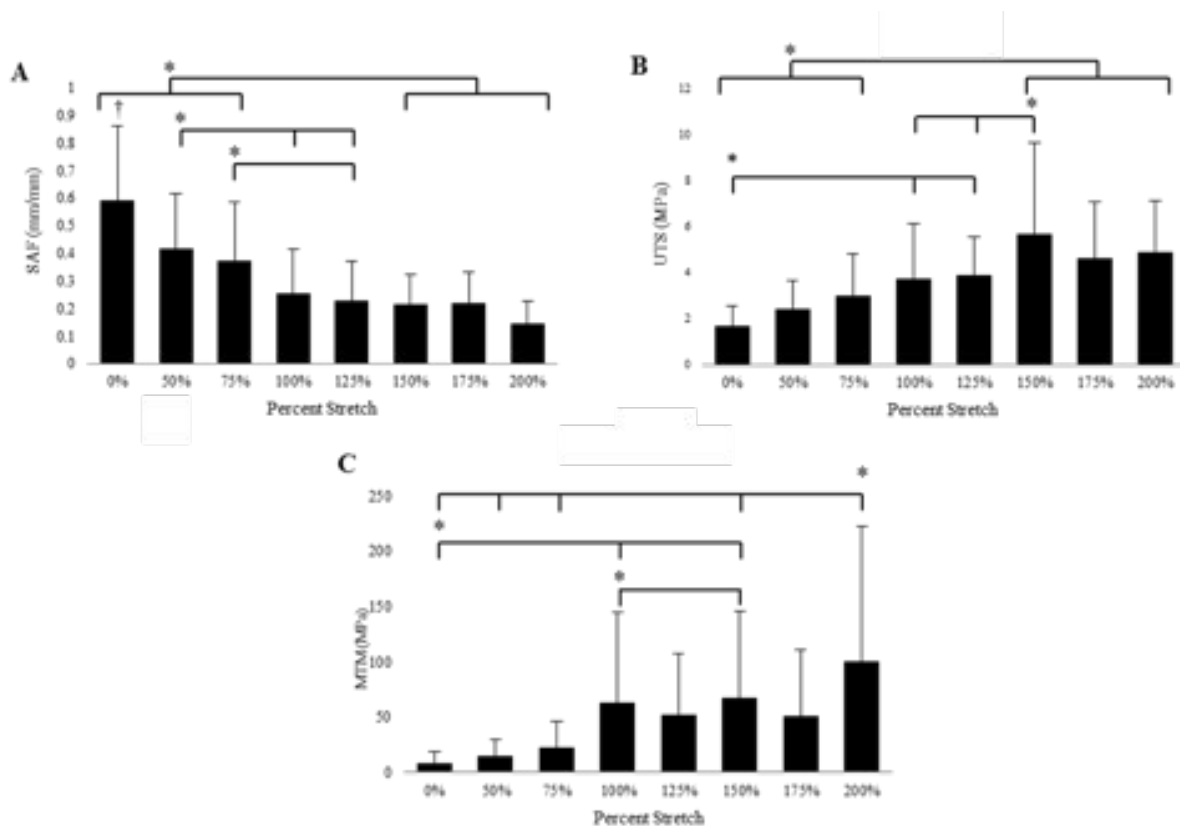 A
*
1
0.9
0.8
0.7
0.6
0.5
0.4
0.3
0.2
0.1
0
†
*
*
SAF (mm/mm)
0% 50% 75% 100% 125% 150% 175% 200%
Percent Stretch
B
*
12
10
8
6
4
2
0
*
*
UTS (MPa)
0% 50% 75% 100% 125% 150% 175% 200%
Percent Stretch
C
*
250
200
150
100
50
0
*
*
MTM (MPa)
0% 50% 75% 100% 125% 150% 175% 200%
Percent Stretch